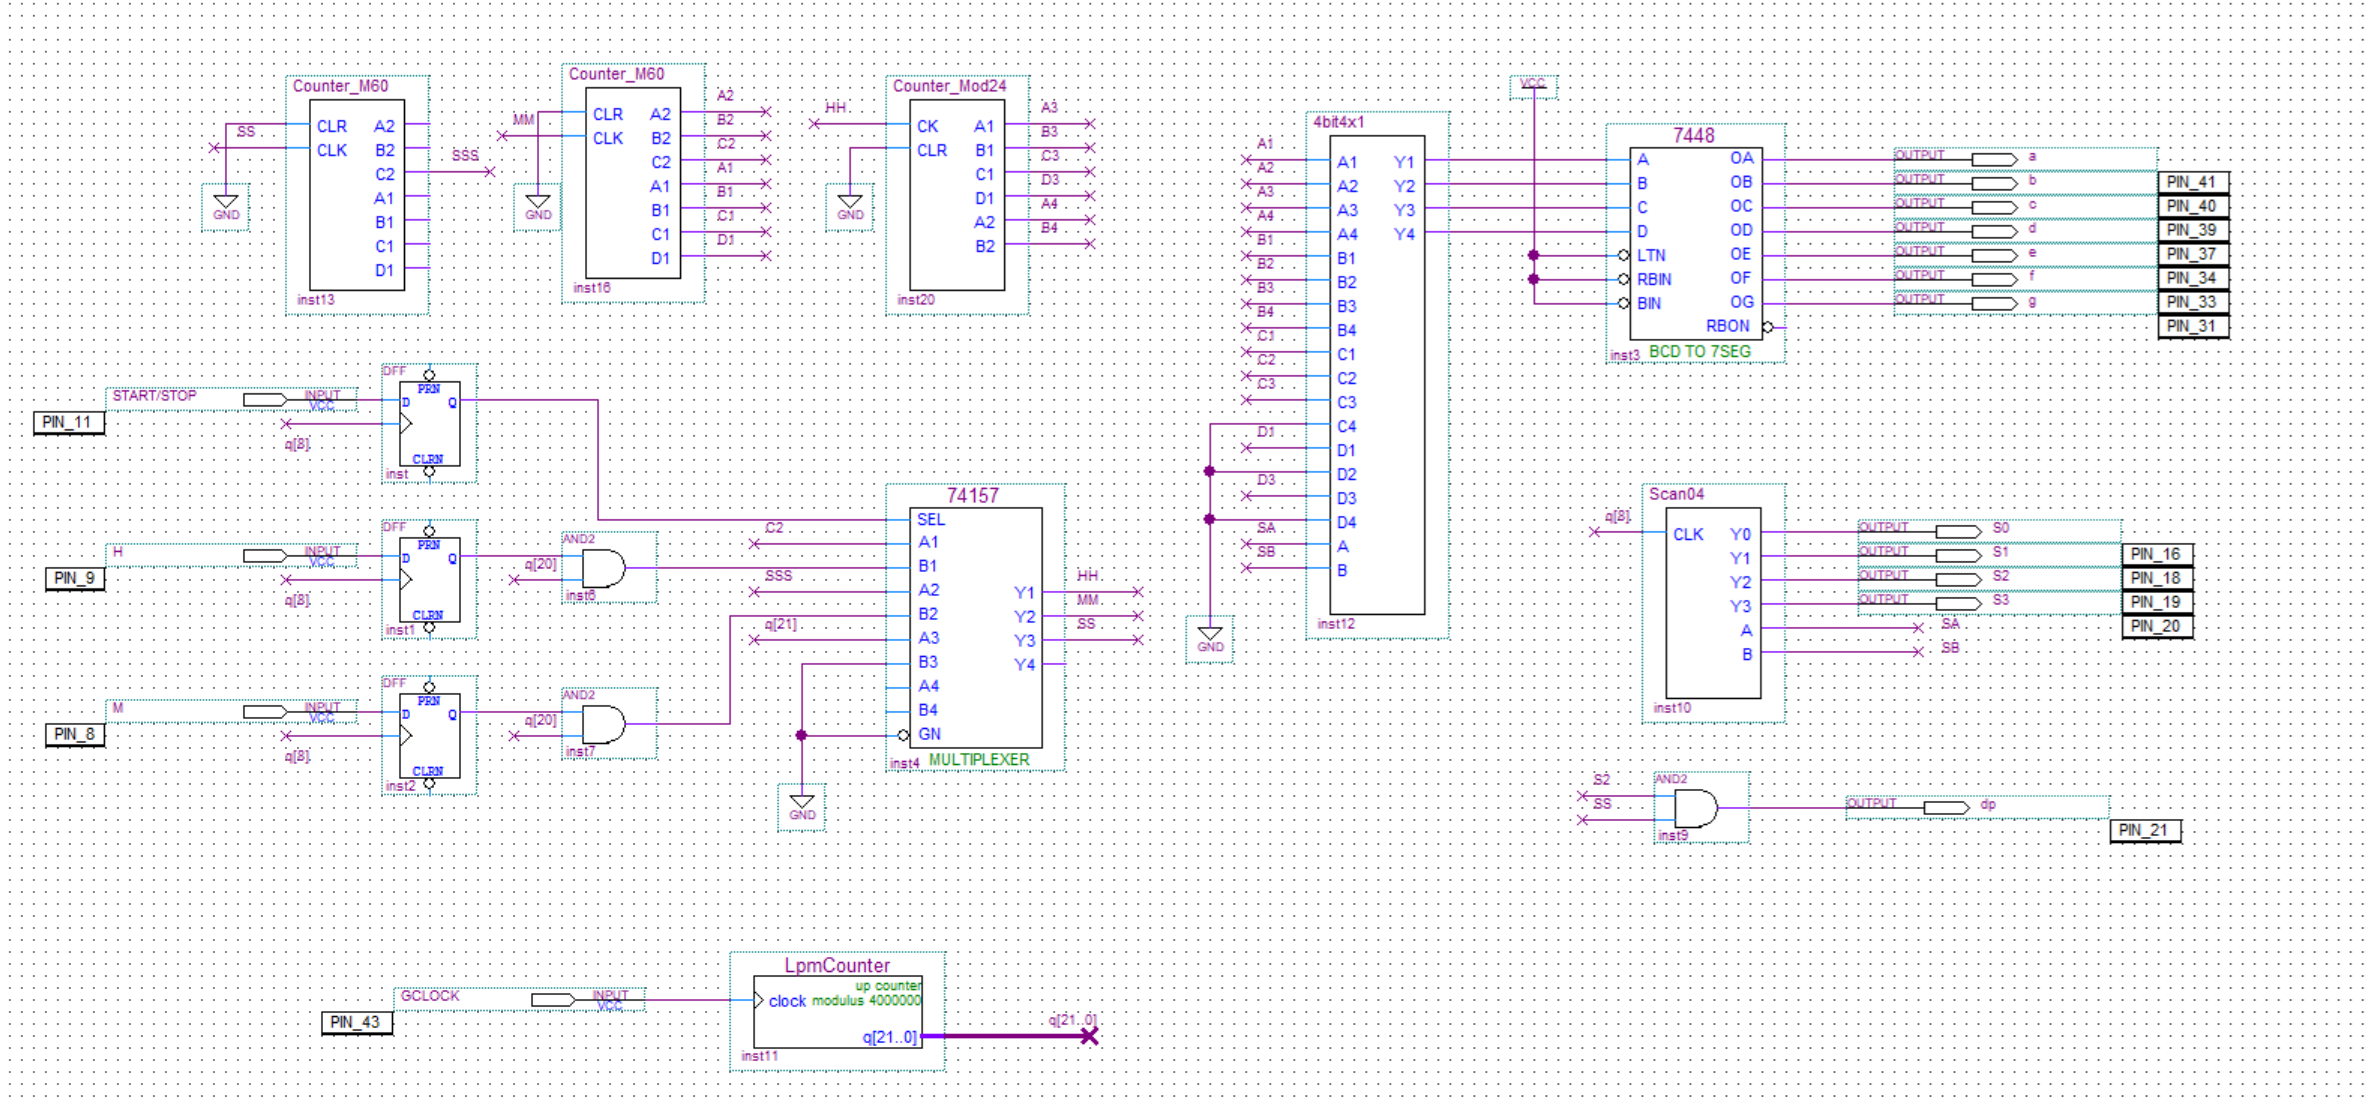 Counter_M60
SS
CLR A2
CLK B2
C2
A1
B1
C1
D1
SSS
GND
inst13
Counter_M60
MM
CLR A2
CLK B2
C2
A1
B1
C1
D1
A2
B2
C2
A1
B1
C1
D1
GND
inst16
Counter_Mod24
HH
CK A1
CLR B1
C1
D1
A2
B2
A3
B3
C3
D3
A4
B4
GND
inst20
4bit4x1
A1
A2
A3
A4
B1
B2
B3
B4
C1
C2
C3
D1
D3
SA
SB
A1 Y1
A2 Y2
A3 Y3
A4 Y4
B1
B2
B3
B4
C1
C2
C3
C4
D1
D2
D3
D4
A
B
GND
inst12
VCC
7448
A OA
B OB
C OC
D OD
LTN OE
RBIN OF
BIN OG
RBON
inst3 BCD TO 7SEG
OUTPUT a
OUTPUT b
OUTPUT c
OUTPUT d
OUTPUT e
OUTPUT f
OUTPUT g
PIN_41
PIN_40
PIN_39
PIN_37
PIN_34
PIN_33
PIN_31
START/STOP INPUT
VCC
PIN_11
q[8]
DFF
PRN
D Q
CLRN
inst
H INPUT
VCC
PIN_9
q[8]
DFF
PRN
D Q
CLRN
inst1
AND2
q[20]
inst6
M INPUT
VCC
PIN_8
q[8]
DFF
PRN
D Q
CLRN
inst2
AND2
q[20]
inst7
74157
C2
SSS
q[21]
SEL
A1
B1
A2 Y1
B2 Y2
A3 Y3
B3 Y4
A4
B4
GN
HH
MM
SS
inst4 MULTIPLEXER
GND
Scan04
q[8]
CLK Y0
Y1
Y2
Y3
A
B
inst10
OUTPUT S0
OUTPUT S1
OUTPUT S2
OUTPUT S3
SA
SB
PIN_16
PIN_18
PIN_19
PIN_20
S2
SS
AND2
inst9
OUTPUT dp
PIN_21
GCLOCK INPUT
VCC
PIN_43
LpmCounter
up counter
clock modulus 4000000
q[21..0]
inst11
q[21..0]